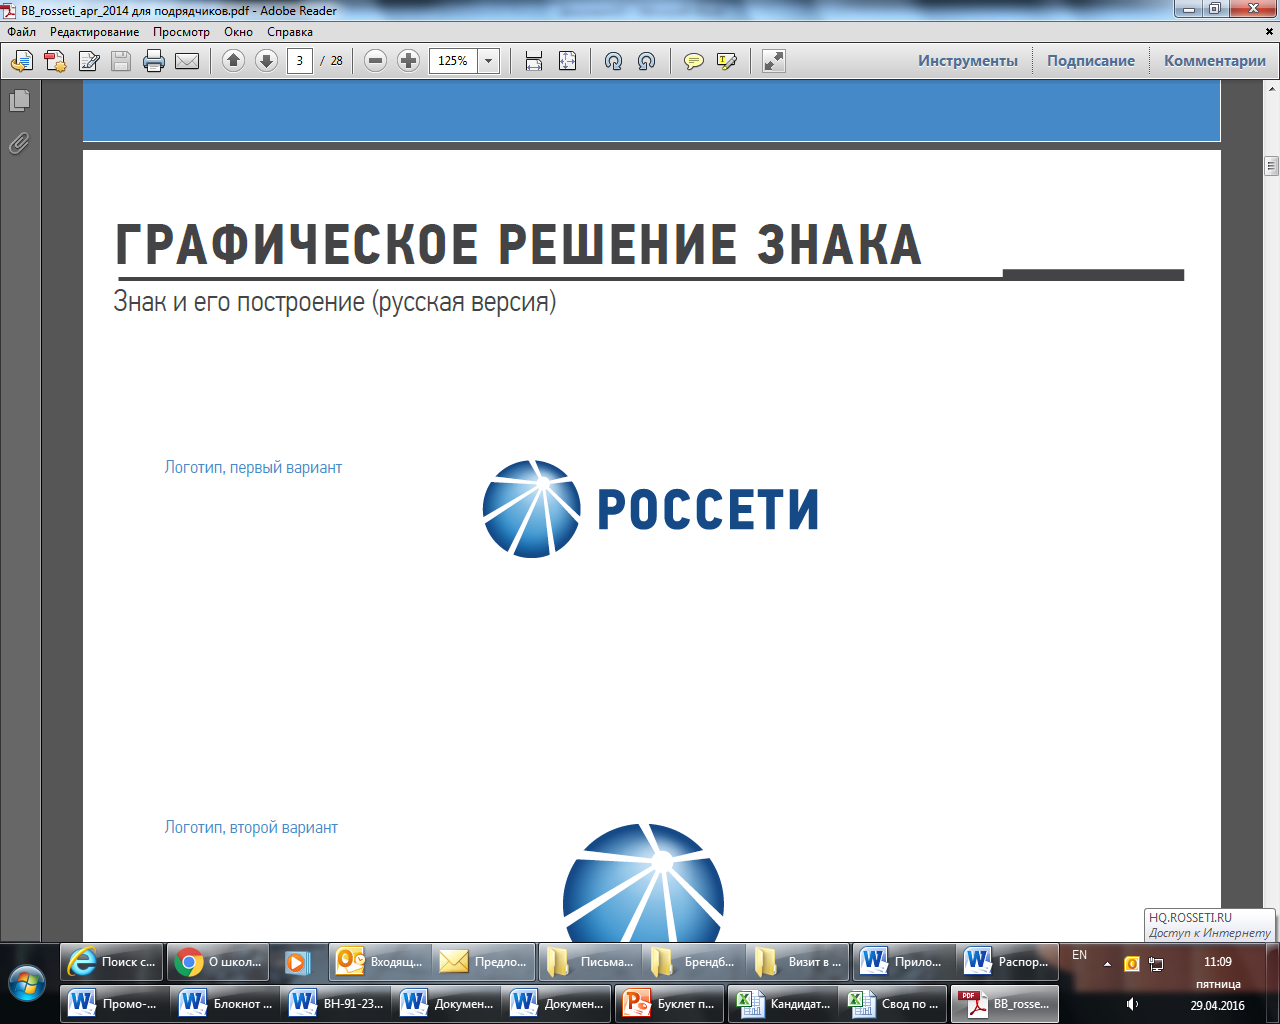 BB_rosseti_apr_2014 для подрядчиков.pdf - Adobe Reader
Файл Редактирование Просмотр Окно Справка
3 / 28 125% Инструменты Подписание Комментарии
ГРАФИЧЕСКОЕ РЕШЕНИЕ ЗНАКА
Знак и его построение (русская версия)
Логотип, первый вариант
РОССЕТИ
Логотип, второй вариант
HQ.ROSSETI.RU
Доступ к Интернету
Поиск с... О школ... Входящ... Предло... Письма... Брендб... Визит в ... Прило... Распор... EN 11:09
пятница
Промо-... Блокнот ... ВН-91-23... Докумен... Докумен... Буклет п... Кандидат... Свод по ... BB_rosse... 29.04.2016